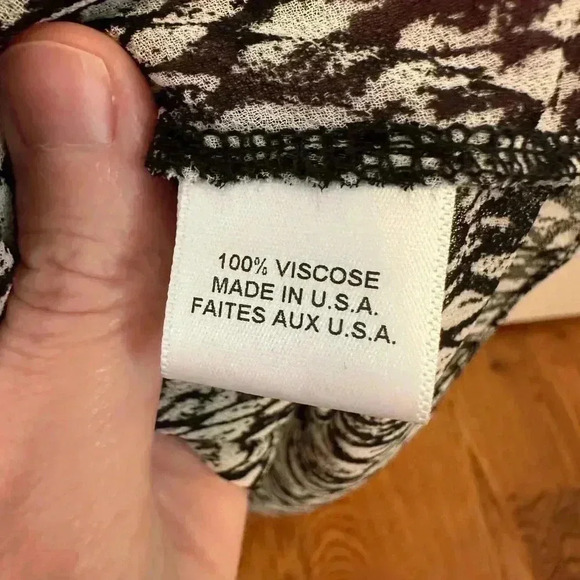 100% VISCOSE
MADE IN U.S.A.
FAITES AUX U.S.A.